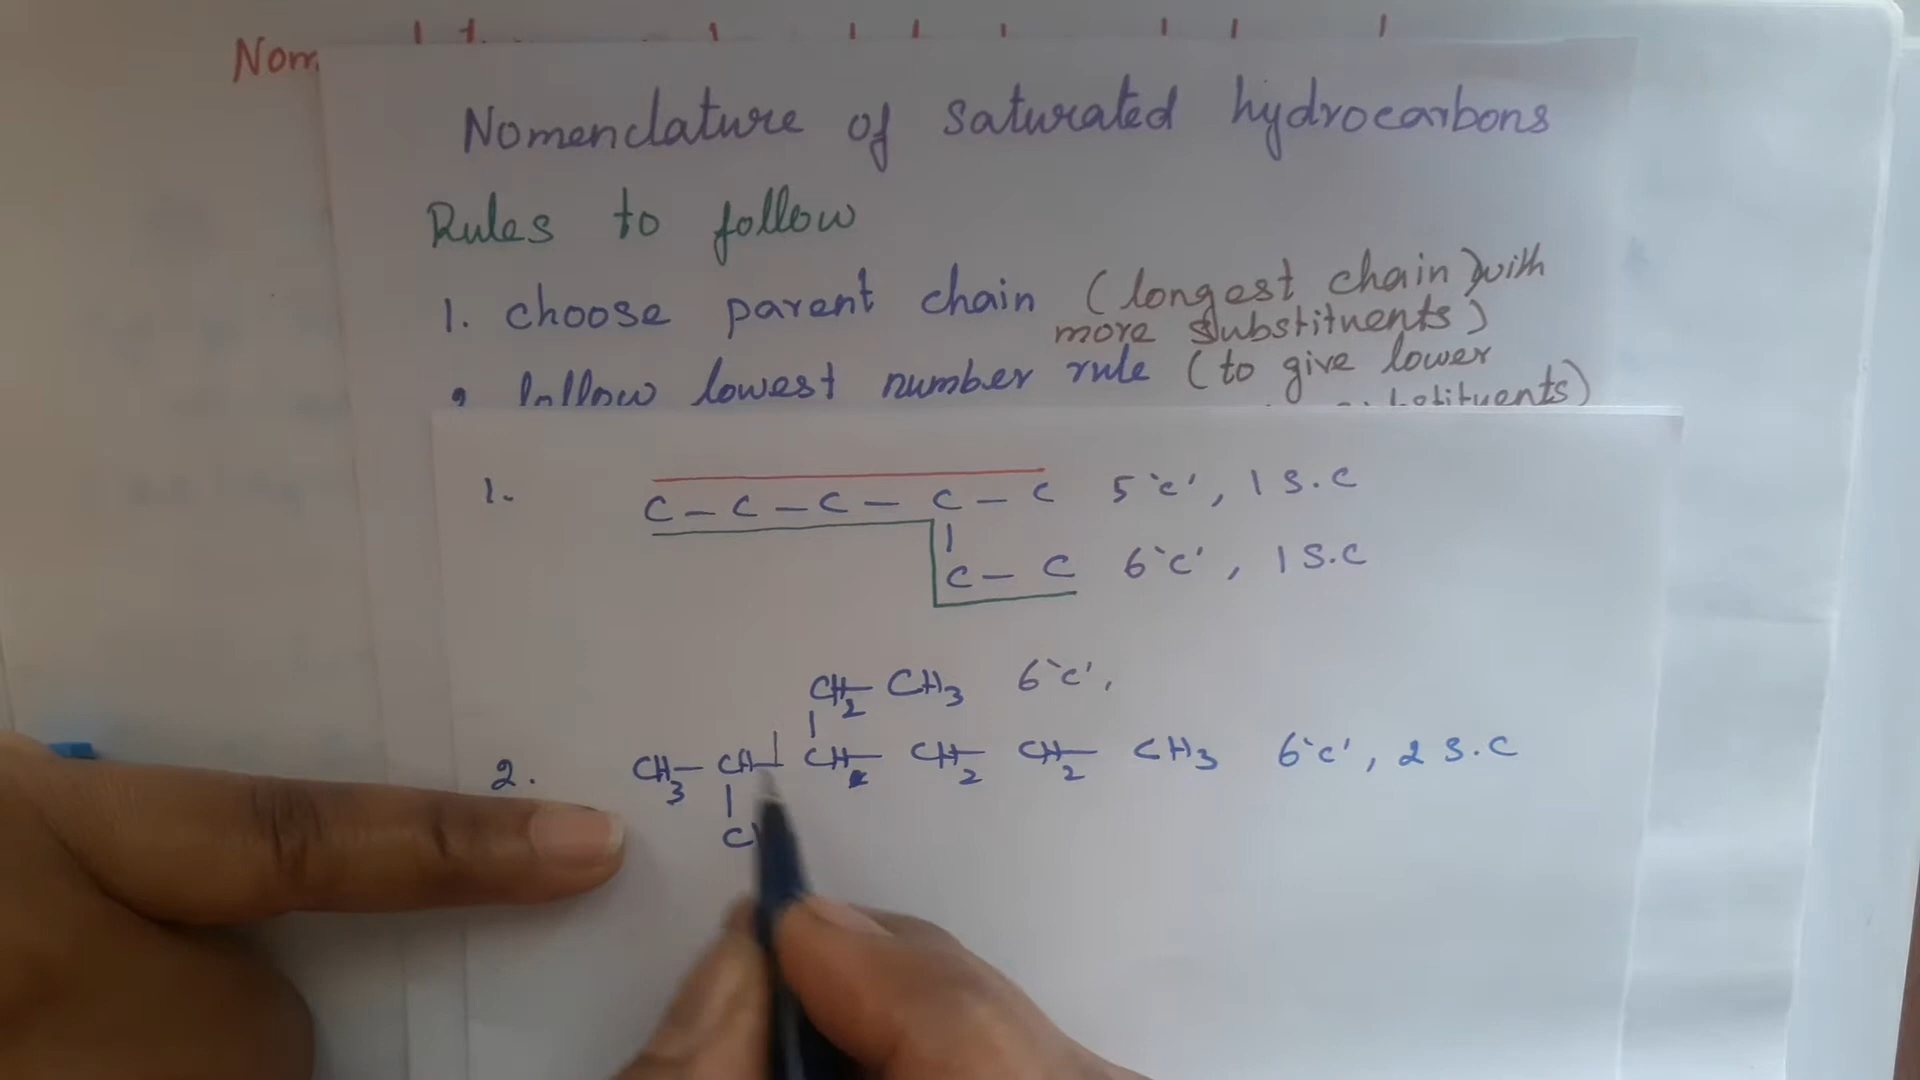 Nom
Nomenclature of saturated hydrocarbons
Rules to follow
1. choose parent chain (longest chain) with
more substituents)
follow lowest number rule (to give lower
substituents)
1. C - C - C - C - C 5 'c', 1 S.C
C - C 6 'c', 1 S.C
CH2 - CH3 6 'c',
2. CH3 - CH - CH - CH2 - CH2 - CH3 6 'c', 2 S.C